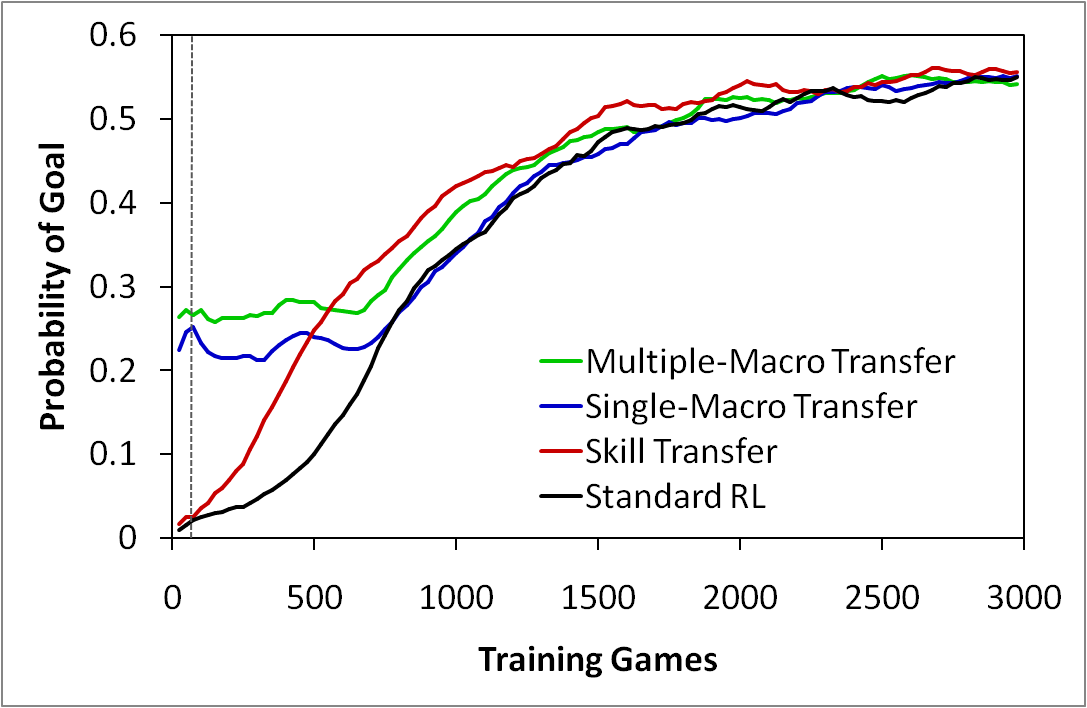 0.6
0.5
0.4
0.3
0.2
0.1
0
Probability of Goal
Multiple-Macro Transfer
Single-Macro Transfer
Skill Transfer
Standard RL
0 500 1000 1500 2000 2500 3000
Training Games